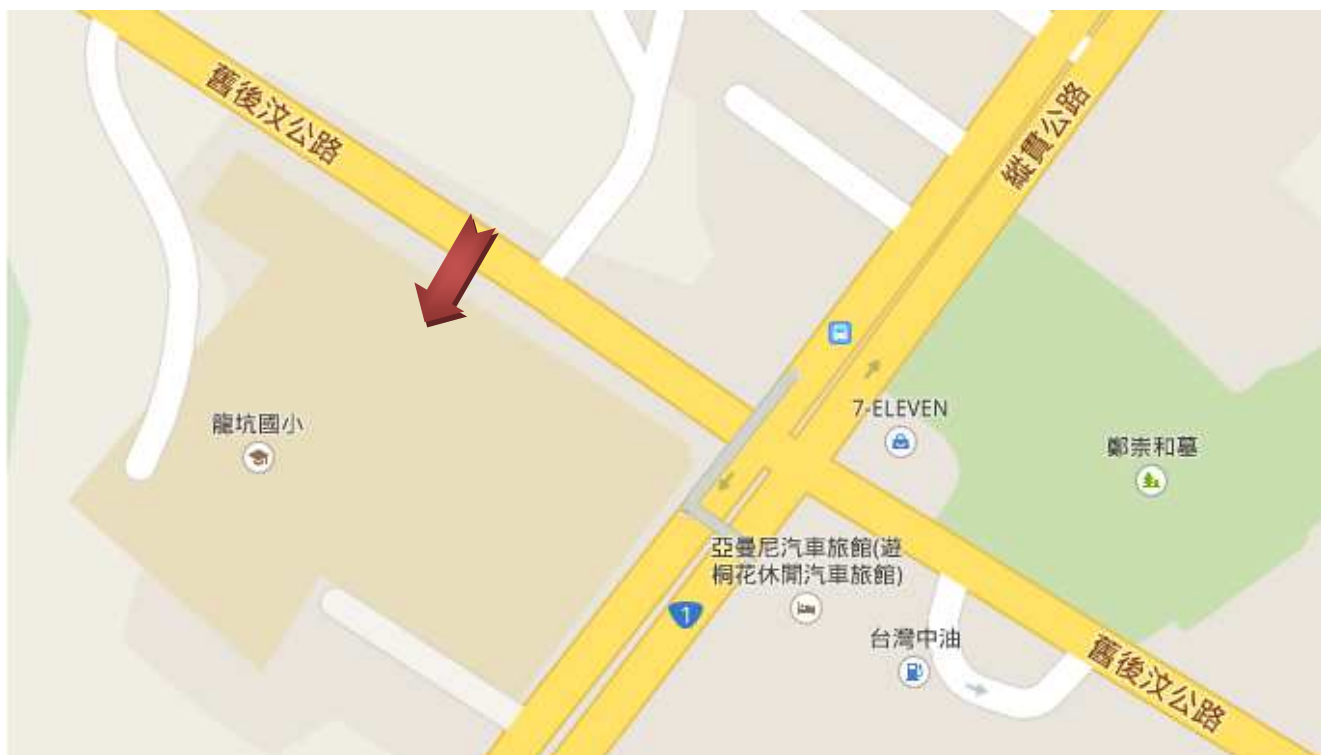 舊後汶公路
縱貫公路
7-ELEVEN
龍坑國小
鄭崇和墓
亞曼尼汽車旅館(遊
桐花休閒汽車旅館)
1
台灣中油
舊後汶公路